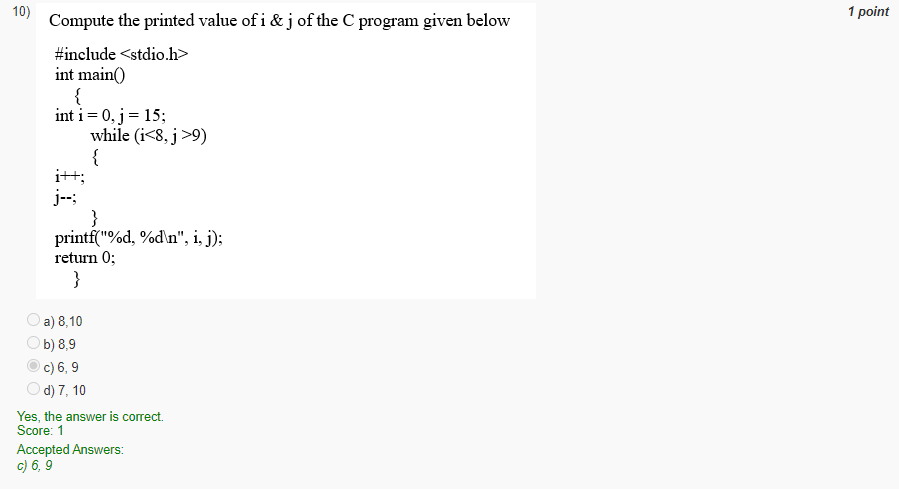 10)
1 point
Compute the printed value of i & j of the C program given below
#include <stdio.h>
int main()
{
int i = 0, j = 15;
while (i<8, j >9)
{
i++;
j--;
}
printf("%d, %d\n", i, j);
return 0;
}
a) 8,10
b) 8,9
c) 6, 9
d) 7, 10
Yes, the answer is correct.
Score: 1
Accepted Answers:
c) 6, 9